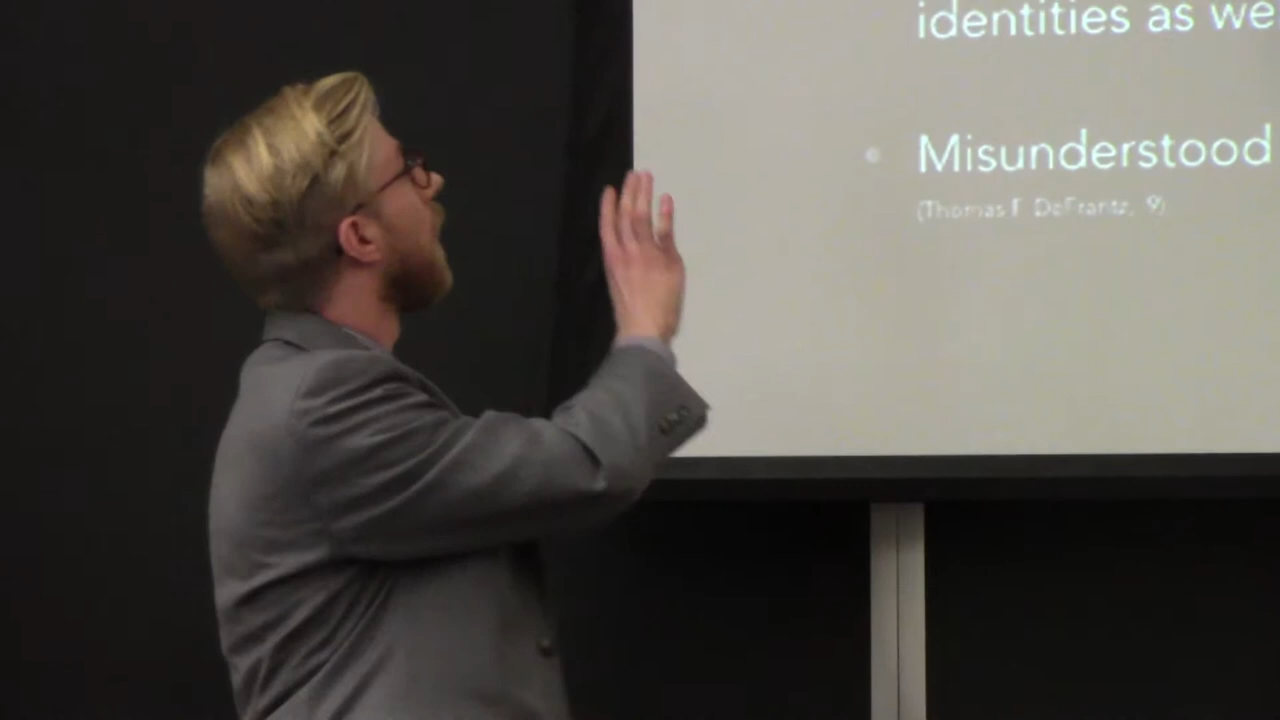 identities as we
Misunderstood
(Thomas F. DeFrantz, 9)